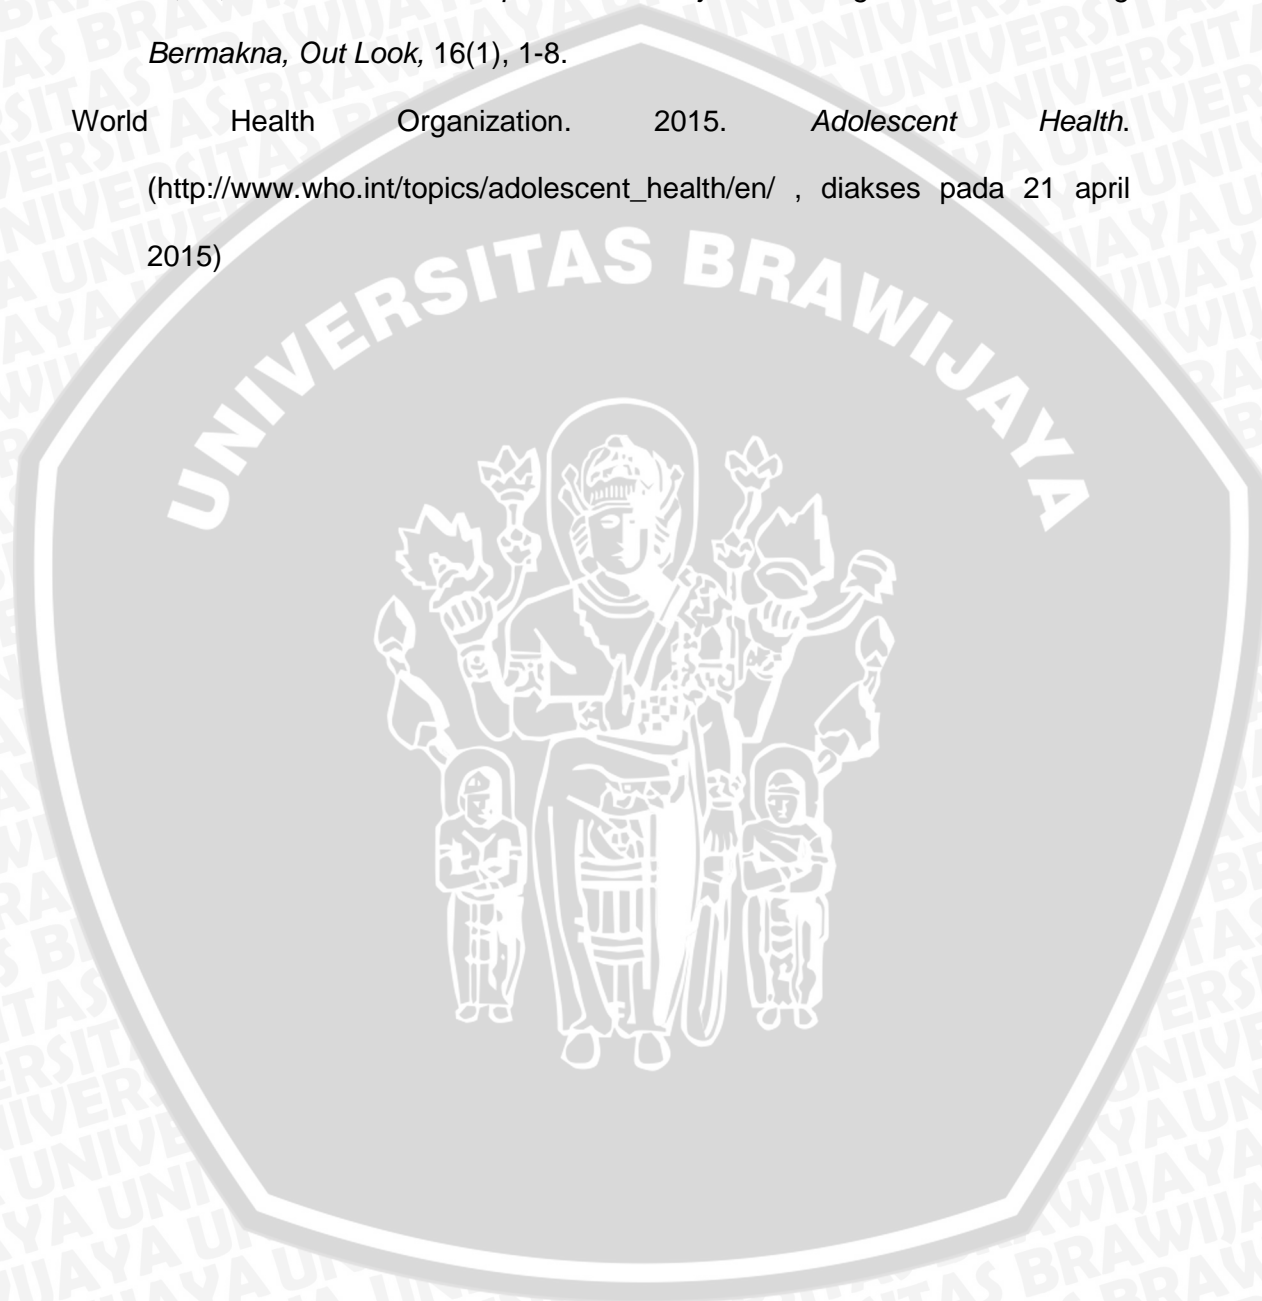 Bermakna, Out Look, 16(1), 1-8.
World Health Organization. 2015. Adolescent Health.
(http://www.who.int/topics/adolescent_health/en/ , diakses pada 21 april
2015)
UNIVERSITAS BRAWIJAYA